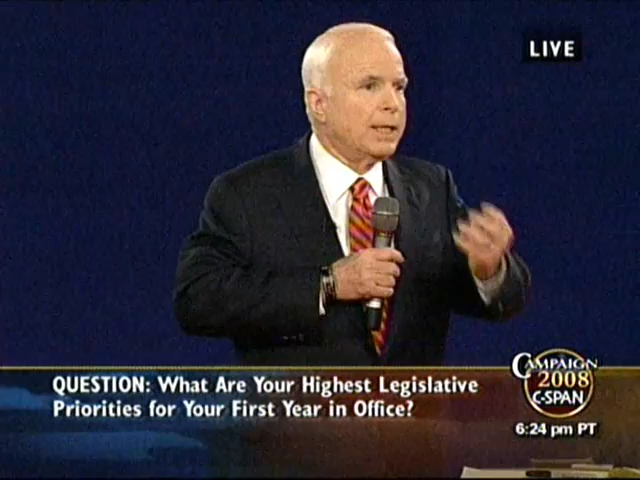 LIVE
QUESTION: What Are Your Highest Legislative
Priorities for Your First Year in Office?
CAMPAIGN
2008
C-SPAN
6:24 pm PT